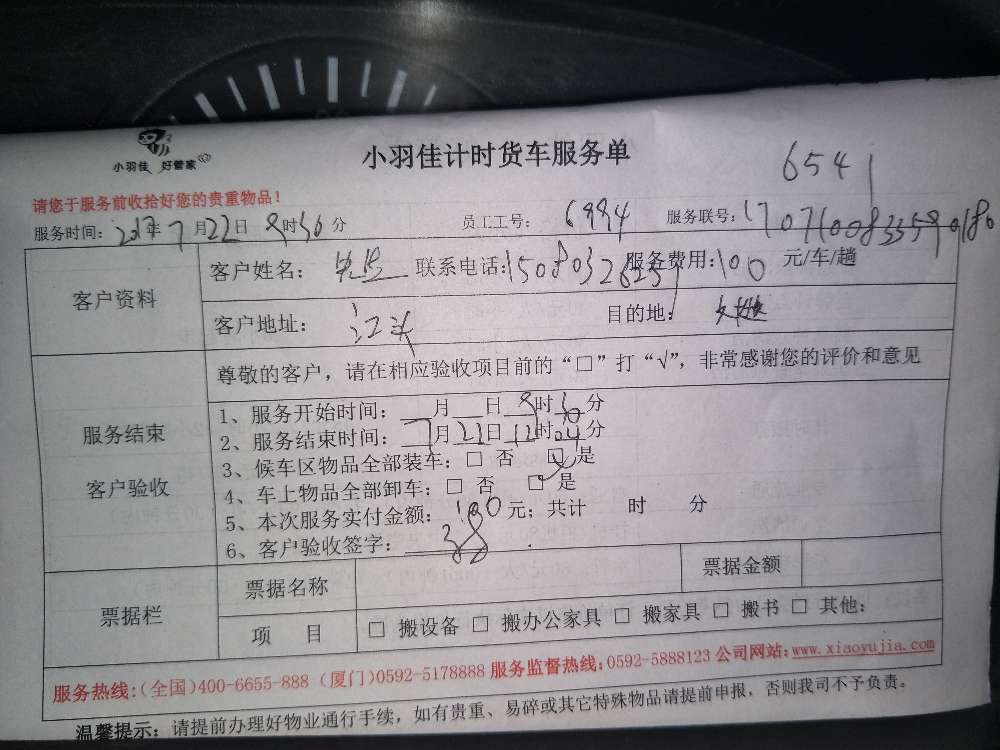 小羽佳 好管家
小羽佳计时货车服务单
6541
请您于服务前收拾好您的贵重物品！
服务时间：2017年7月22日8时30分 员工工号：6994 服务联号：
客户资料
客户姓名： 联系电话： 服务费用：100 元/车/趟
客户地址：江头 目的地：
尊敬的客户，请在相应验收项目前的“□”打“√”，非常感谢您的评价和意见
服务结束
客户验收
1、服务开始时间：＿月＿日8时30分
2、服务结束时间：7月22日12时04分
3、候车区物品全部装车：□ 否 ☑是
4、车上物品全部卸车：□ 否 ☑是
5、本次服务实付金额：100元；共计 时 分
6、客户验收签字：
票据栏
票据名称 票据金额
项 目 □ 搬设备 □ 搬办公家具 □ 搬家具 □ 搬书 □ 其他：
服务热线：（全国）400-6655-888（厦门）0592-5178888 服务监督热线：0592-5888123 公司网站：www.xiaoyujia.com
温馨提示：请提前办理好物业通行手续，如有贵重、易碎或其它特殊物品请提前申报，否则我司不予负责。